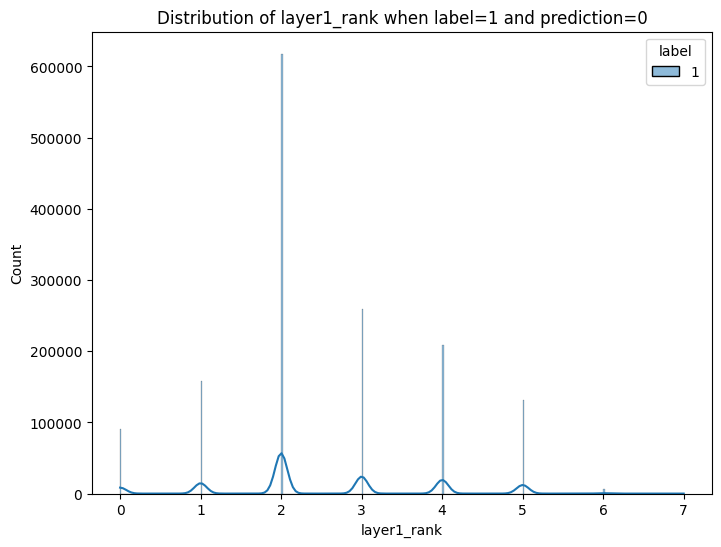 Distribution of layer1_rank when label=1 and prediction=0
label
1
600000
500000
400000
300000
200000
100000
0
Count
0 1 2 3 4 5 6 7
layer1_rank